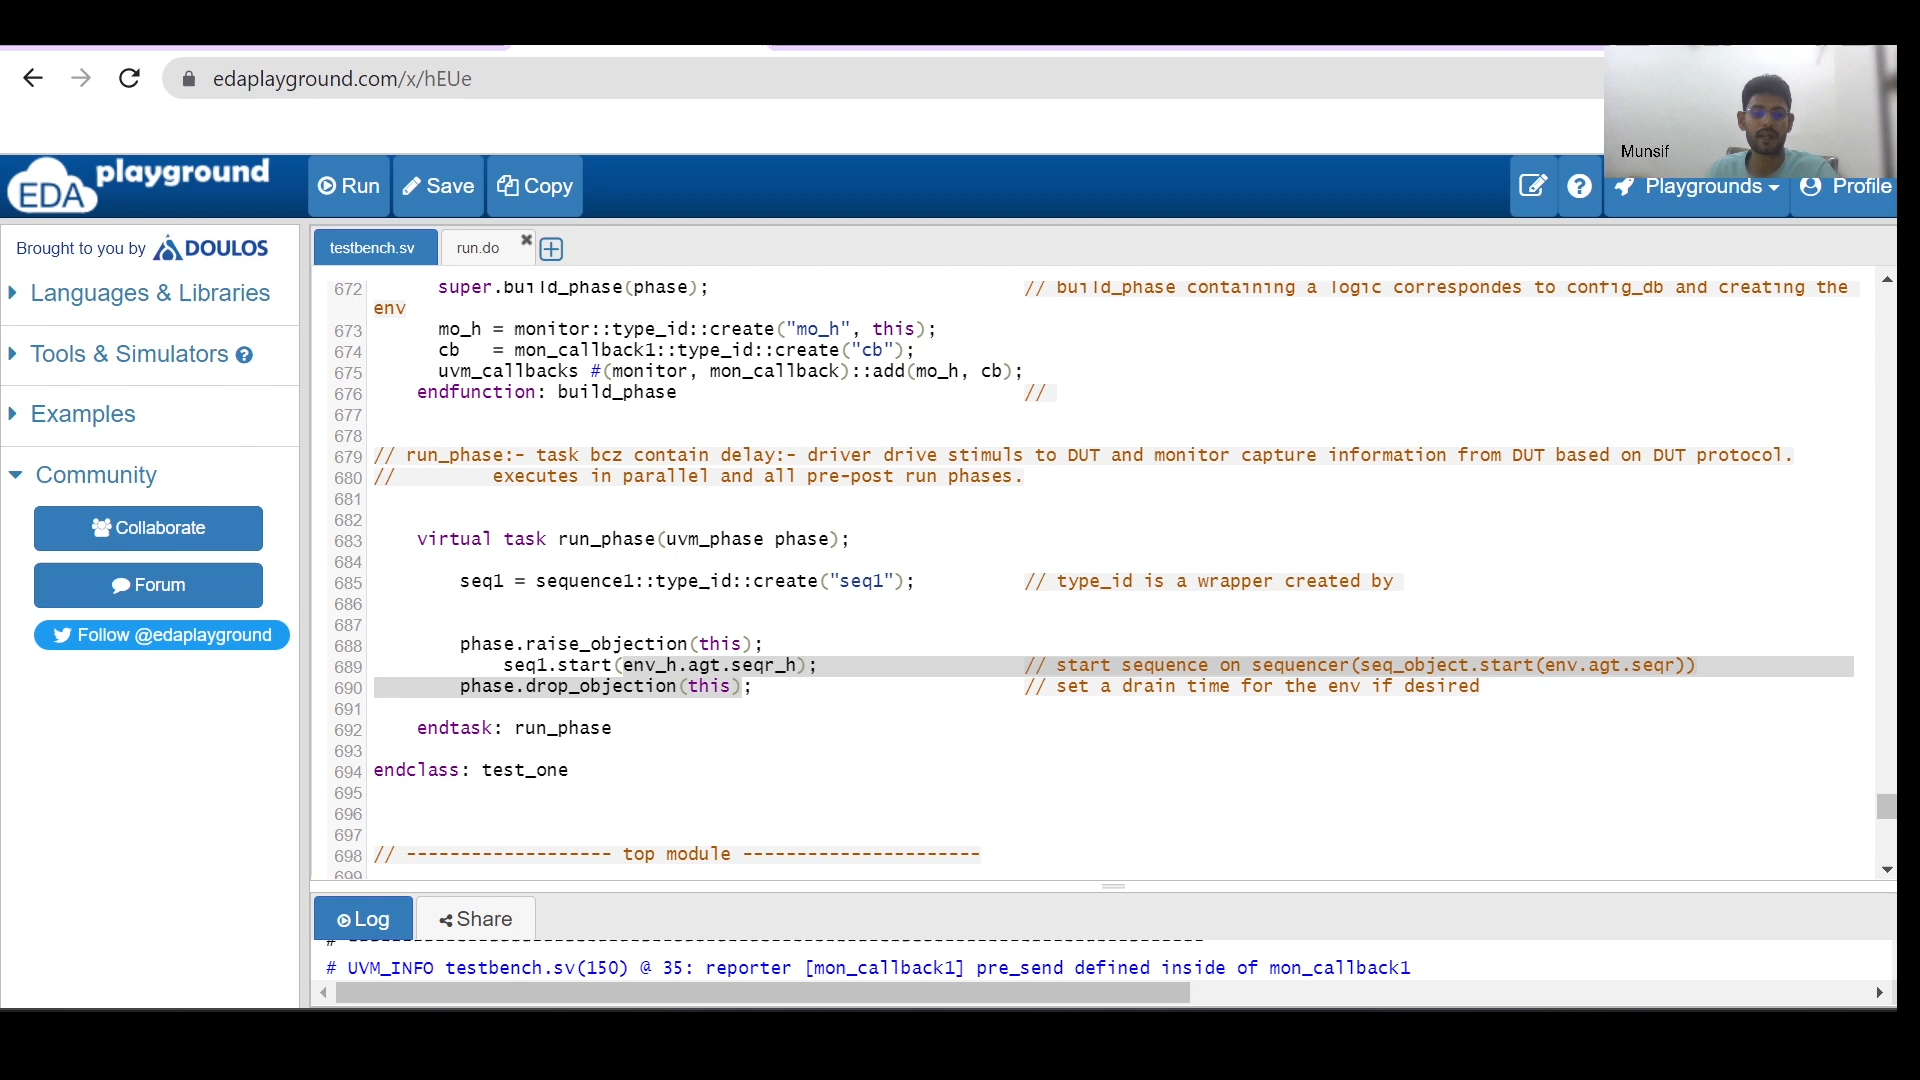 edaplayground.com/x/hEUe
Munsif
EDA playground
Run
Save
Copy
Playgrounds
Profile
Brought to you by DOULOS
testbench.sv
run.do
Languages & Libraries
Tools & Simulators
Examples
Community
Collaborate
Forum
Follow @edaplayground
672 super.build_phase(phase); // build_phase containing a logic correspondes to config_db and creating the
env
673 mo_h = monitor::type_id::create("mo_h", this);
674 cb = mon_callback1::type_id::create("cb");
675 uvm_callbacks #(monitor, mon_callback)::add(mo_h, cb);
676 endfunction: build_phase //
677
678
679 // run_phase:- task bcz contain delay:- driver drive stimuls to DUT and monitor capture information from DUT based on DUT protocol.
680 // executes in parallel and all pre-post run phases.
681
682
683 virtual task run_phase(uvm_phase phase);
684
685 seq1 = sequence1::type_id::create("seq1"); // type_id is a wrapper created by
686
687
688 phase.raise_objection(this);
689 seq1.start(env_h.agt.seqr_h); // start sequence on sequencer(seq_object.start(env.agt.seqr))
690 phase.drop_objection(this); // set a drain time for the env if desired
691
692 endtask: run_phase
693
694 endclass: test_one
695
696
697
698 // ------------------- top module ----------------------
699
Log
Share
# UVM_INFO testbench.sv(150) @ 35: reporter [mon_callback1] pre_send defined inside of mon_callback1